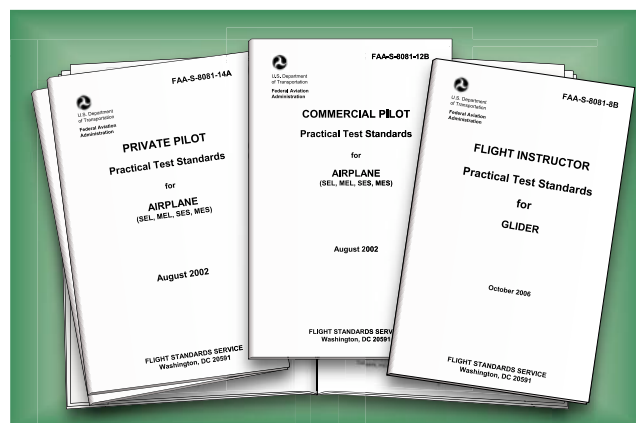 FAA-S-8081-14A
U.S. Department
of Transportation
Federal Aviation
Administration
PRIVATE PILOT
Practical Test Standards
for
AIRPLANE
(SEL, MEL, SES, MES)
August 2002
FLIGHT STANDARDS SERVICE
Washington, DC 20591
FAA-S-8081-12B
U.S. Department
of Transportation
Federal Aviation
Administration
COMMERCIAL PILOT
Practical Test Standards
for
AIRPLANE
(SEL, MEL, SES, MES)
August 2002
FLIGHT STANDARDS SERV
Washington, DC 20591
FAA-S-8081-8B
U.S. Department
of Transportation
Federal Aviation
Administration
FLIGHT INSTRUCTOR
Practical Test Standards
for
GLIDER
October 2006
FLIGHT STANDARDS SERVICE
Washington, DC 20591